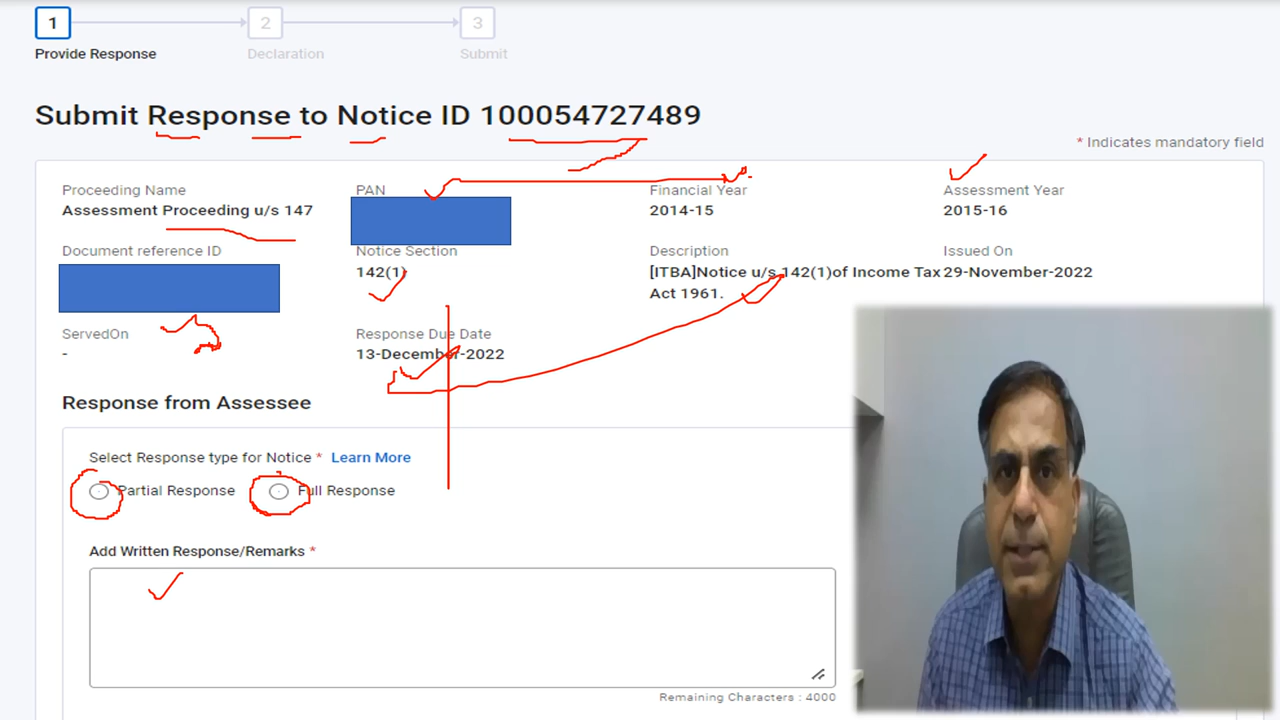 1 2 3
Provide Response Declaration Submit
Submit Response to Notice ID 100054727489
* Indicates mandatory field
Proceeding Name PAN Financial Year Assessment Year
Assessment Proceeding u/s 147 2014-15 2015-16
Document reference ID Notice Section Description Issued On
142(1) [ITBA]Notice u/s 142(1)of Income Tax 29-November-2022
Act 1961.
ServedOn Response Due Date
- 13-December-2022
Response from Assessee
Select Response type for Notice * Learn More
Partial Response Full Response
Add Written Response/Remarks *
Remaining Characters : 4000